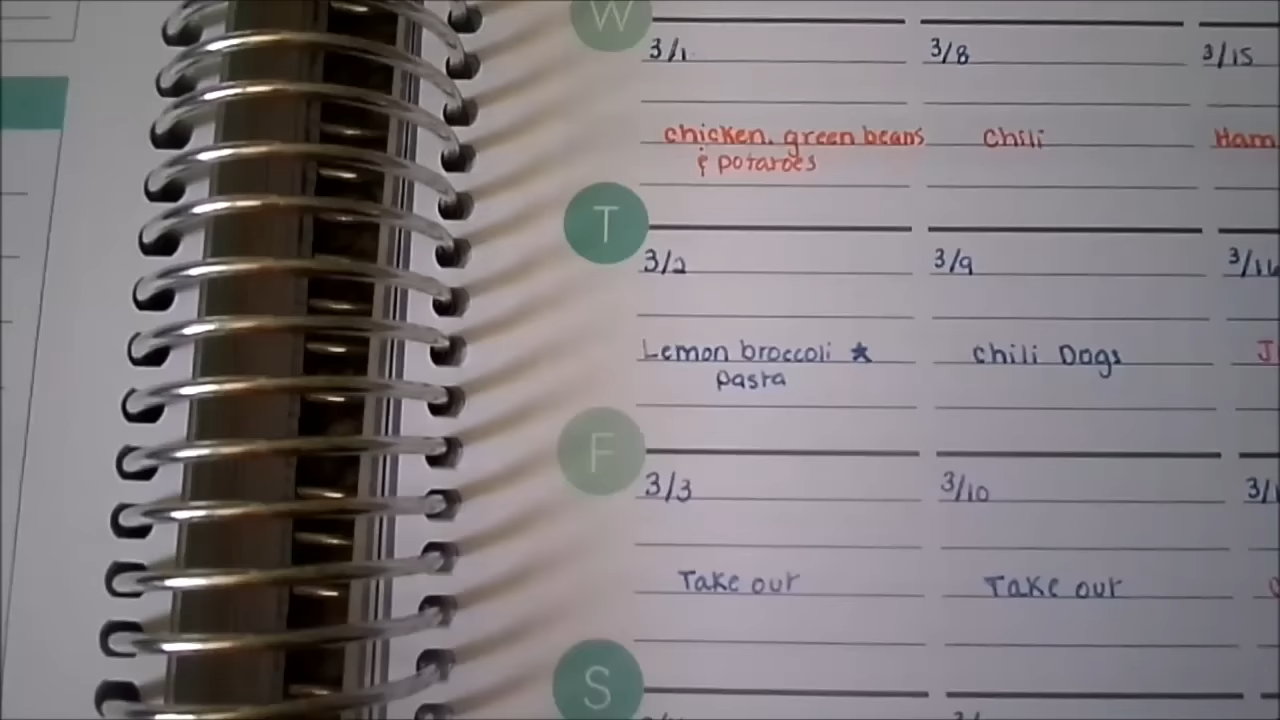 W
3/1 3/8 3/15
chicken, green beans Chili Ham
& potatoes
T
3/2 3/9
Lemon broccoli ★ Chili Dogs
pasta
F
3/3 3/10
Take out Take out
S